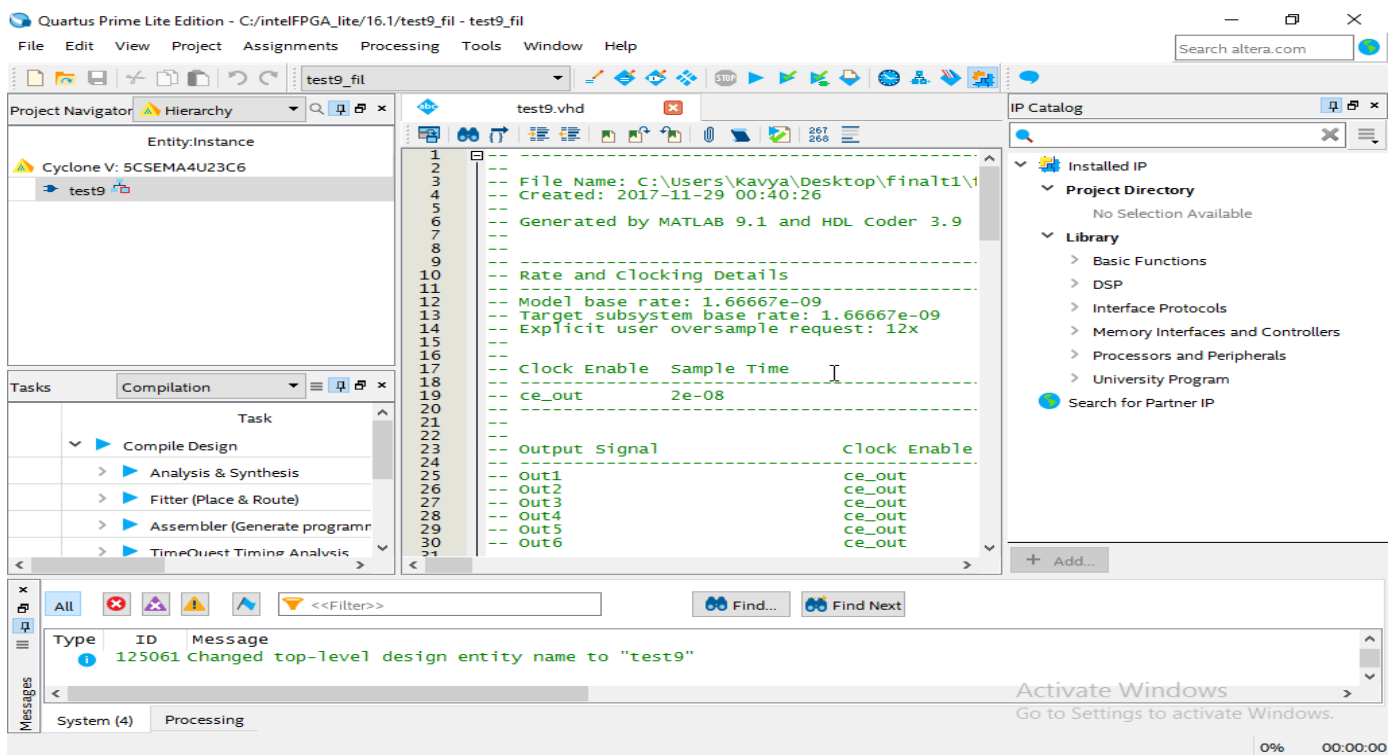 Quartus Prime Lite Edition - C:/intelFPGA_lite/16.1/test9_fil - test9_fil
File Edit View Project Assignments Processing Tools Window Help
Search altera.com
test9_fil
STOP
Project Navigator Hierarchy
Entity:Instance
Cyclone V: 5CSEMA4U23C6
test9
Tasks Compilation
Task
Compile Design
Analysis & Synthesis
Fitter (Place & Route)
Assembler (Generate programm
TimeQuest Timing Analysis
abc
test9.vhd
267
268
1 -- ----------------------------------------------
2 --
3 -- File Name: C:\Users\Kavya\Desktop\finalt1\
4 -- Created: 2017-11-29 00:40:26
5 --
6 -- Generated by MATLAB 9.1 and HDL Coder 3.9
7 --
8 --
9 -- ----------------------------------------------
10 -- Rate and Clocking Details
11 -- ----------------------------------------------
12 -- Model base rate: 1.66667e-09
13 -- Target subsystem base rate: 1.66667e-09
14 -- Explicit user oversample request: 12x
15 --
16 --
17 -- Clock Enable  Sample Time
18 -- ----------------------------------------------
19 -- ce_out        2e-08
20 -- ----------------------------------------------
21 --
22 --
23 -- Output Signal                 Clock Enable
24 -- ----------------------------------------------
25 -- Out1                          ce_out
26 -- Out2                          ce_out
27 -- Out3                          ce_out
28 -- Out4                          ce_out
29 -- Out5                          ce_out
30 -- Out6                          ce_out
31
IP Catalog
Installed IP
Project Directory
No Selection Available
Library
Basic Functions
DSP
Interface Protocols
Memory Interfaces and Controllers
Processors and Peripherals
University Program
Search for Partner IP
+ Add...
All
<<Filter>>
Find...
Find Next
Type ID Message
125061 Changed top-level design entity name to "test9"
Messages
System (4) Processing
Activate Windows
Go to Settings to activate Windows.
0% 00:00:00